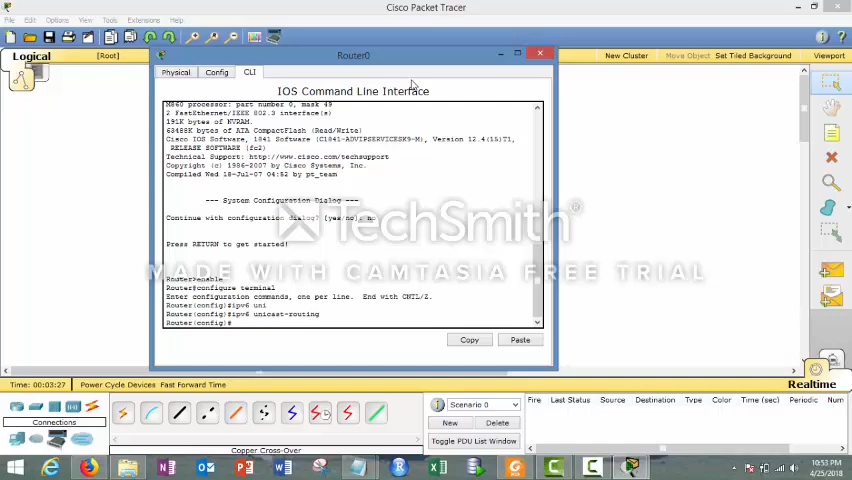 Cisco Packet Tracer
File Edit Options View Tools Extensions Help
Logical [Root] New Cluster Move Object Set Tiled Background Viewport
Router0
Physical Config CLI
IOS Command Line Interface
M860 processor: part number 0, mask 49
2 FastEthernet/IEEE 802.3 interface(s)
191K bytes of NVRAM.
63488K bytes of ATA CompactFlash (Read/Write)
Cisco IOS Software, 1841 Software (C1841-ADVIPSERVICESK9-M), Version 12.4(15)T1,
RELEASE SOFTWARE (fc2)
Technical Support: http://www.cisco.com/techsupport
Copyright (c) 1986-2007 by Cisco Systems, Inc.
Compiled Wed 18-Jul-07 04:52 by pt_team
--- System Configuration Dialog ---
Continue with configuration dialog? [yes/no]: no
TechSmith
Press RETURN to get started!
MADE WITH CAMTASIA FREE TRIAL
Router>enable
Router#configure terminal
Enter configuration commands, one per line. End with CNTL/Z.
Router(config)#ipv6 uni
Router(config)#ipv6 unicast-routing
Router(config)#
Copy Paste
Time: 00:03:27 Power Cycle Devices Fast Forward Time Realtime
Scenario 0
Fire Last Status Source Destination Type Color Time (sec) Periodic Num
New Delete
Connections
Toggle PDU List Window
Copper Cross-Over
10:53 PM
4/25/2018